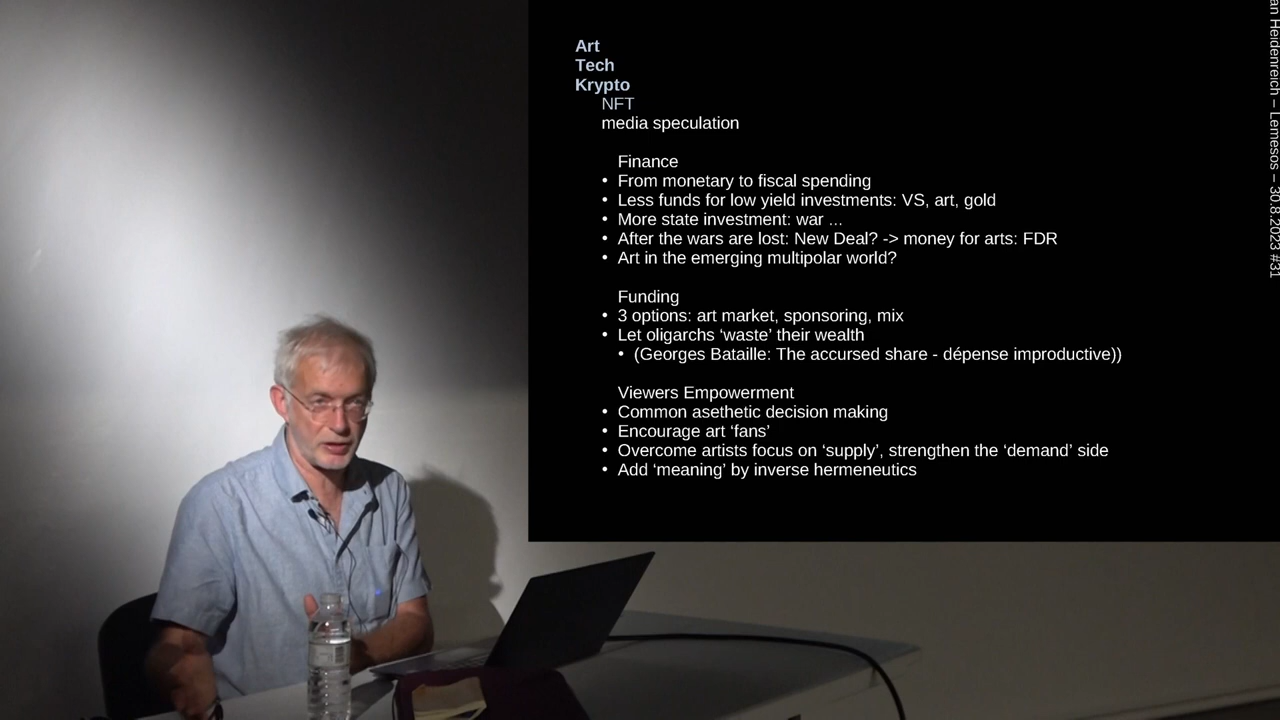 Art
Tech
Krypto
NFT
media speculation
Finance
• From monetary to fiscal spending
• Less funds for low yield investments: VS, art, gold
• More state investment: war ...
• After the wars are lost: New Deal? -> money for arts: FDR
• Art in the emerging multipolar world?
Funding
• 3 options: art market, sponsoring, mix
• Let oligarchs ‘waste’ their wealth
• (Georges Bataille: The accursed share - dépense improductive))
Viewers Empowerment
• Common asethetic decision making
• Encourage art ‘fans’
• Overcome artists focus on ‘supply’, strengthen the ‘demand’ side
• Add ‘meaning’ by inverse hermeneutics
an Heidenreich – Lemesos – 30.8.2023 #31